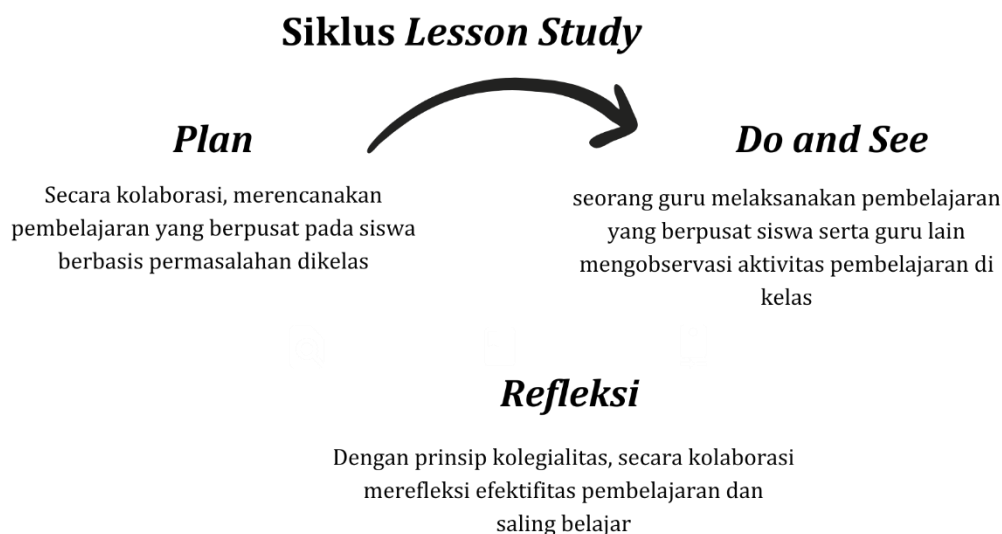 Siklus Lesson Study
Plan
Secara kolaborasi, merencanakan
pembelajaran yang berpusat pada siswa
berbasis permasalahan dikelas
Do and See
seorang guru melaksanakan pembelajaran
yang berpusat siswa serta guru lain
mengobservasi aktivitas pembelajaran di
kelas
Refleksi
Dengan prinsip kolegialitas, secara kolaborasi
merefleksi efektifitas pembelajaran dan
saling belajar